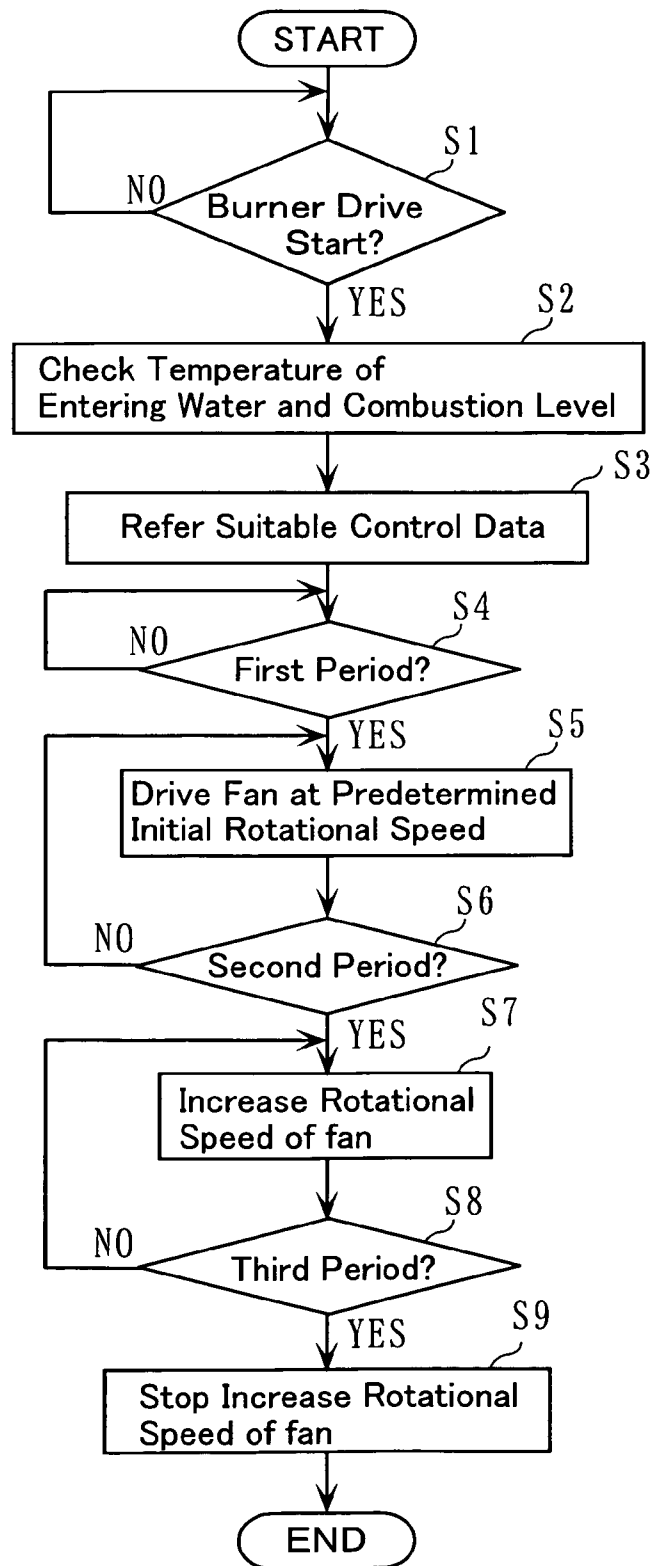 START
S1
NO
Burner Drive
Start?
YES
S2
Check Temperature of
Entering Water and Combustion Level
S3
Refer Suitable Control Data
S4
NO
First Period?
YES
S5
Drive Fan at Predetermined
Initial Rotational Speed
S6
NO
Second Period?
YES
S7
Increase Rotational
Speed of fan
S8
NO
Third Period?
YES
S9
Stop Increase Rotational
Speed of fan
END